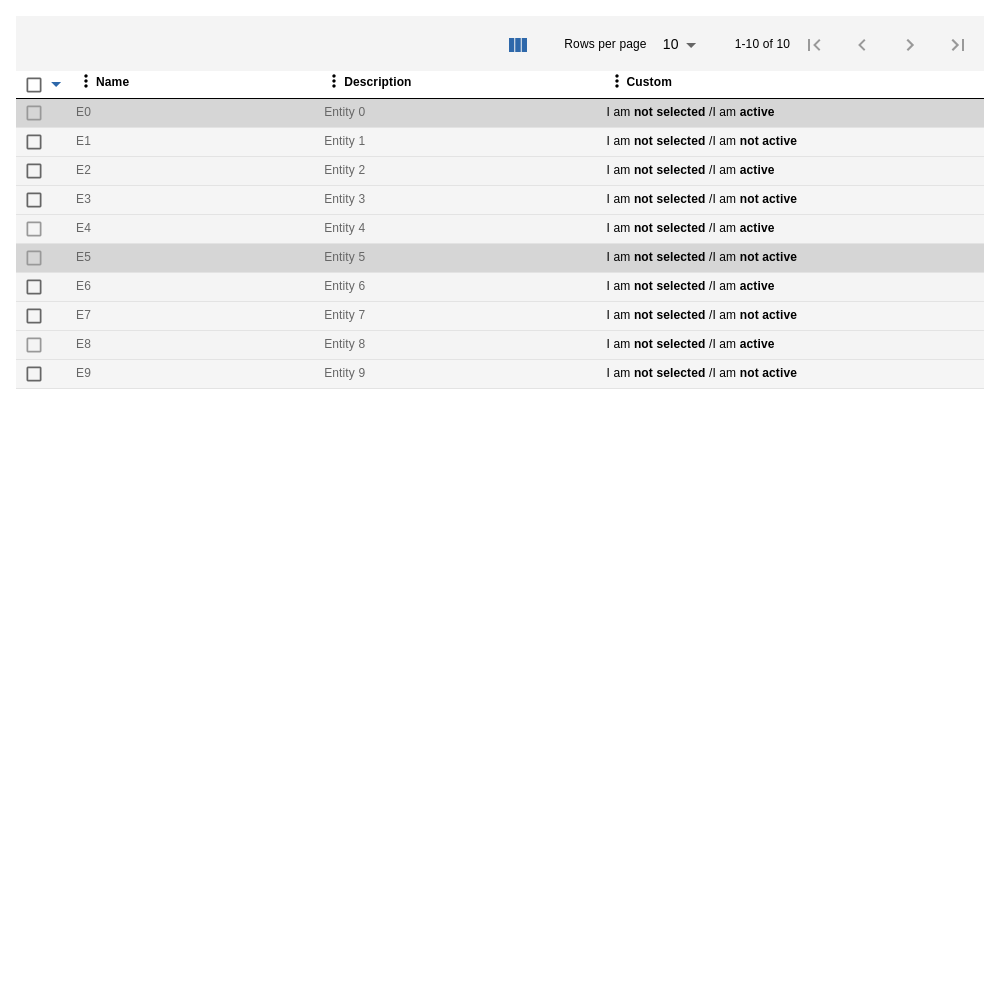 Rows per page 10 1-10 of 10
Name Description Custom
E0 Entity 0 I am not selected /I am active
E1 Entity 1 I am not selected /I am not active
E2 Entity 2 I am not selected /I am active
E3 Entity 3 I am not selected /I am not active
E4 Entity 4 I am not selected /I am active
E5 Entity 5 I am not selected /I am not active
E6 Entity 6 I am not selected /I am active
E7 Entity 7 I am not selected /I am not active
E8 Entity 8 I am not selected /I am active
E9 Entity 9 I am not selected /I am not active